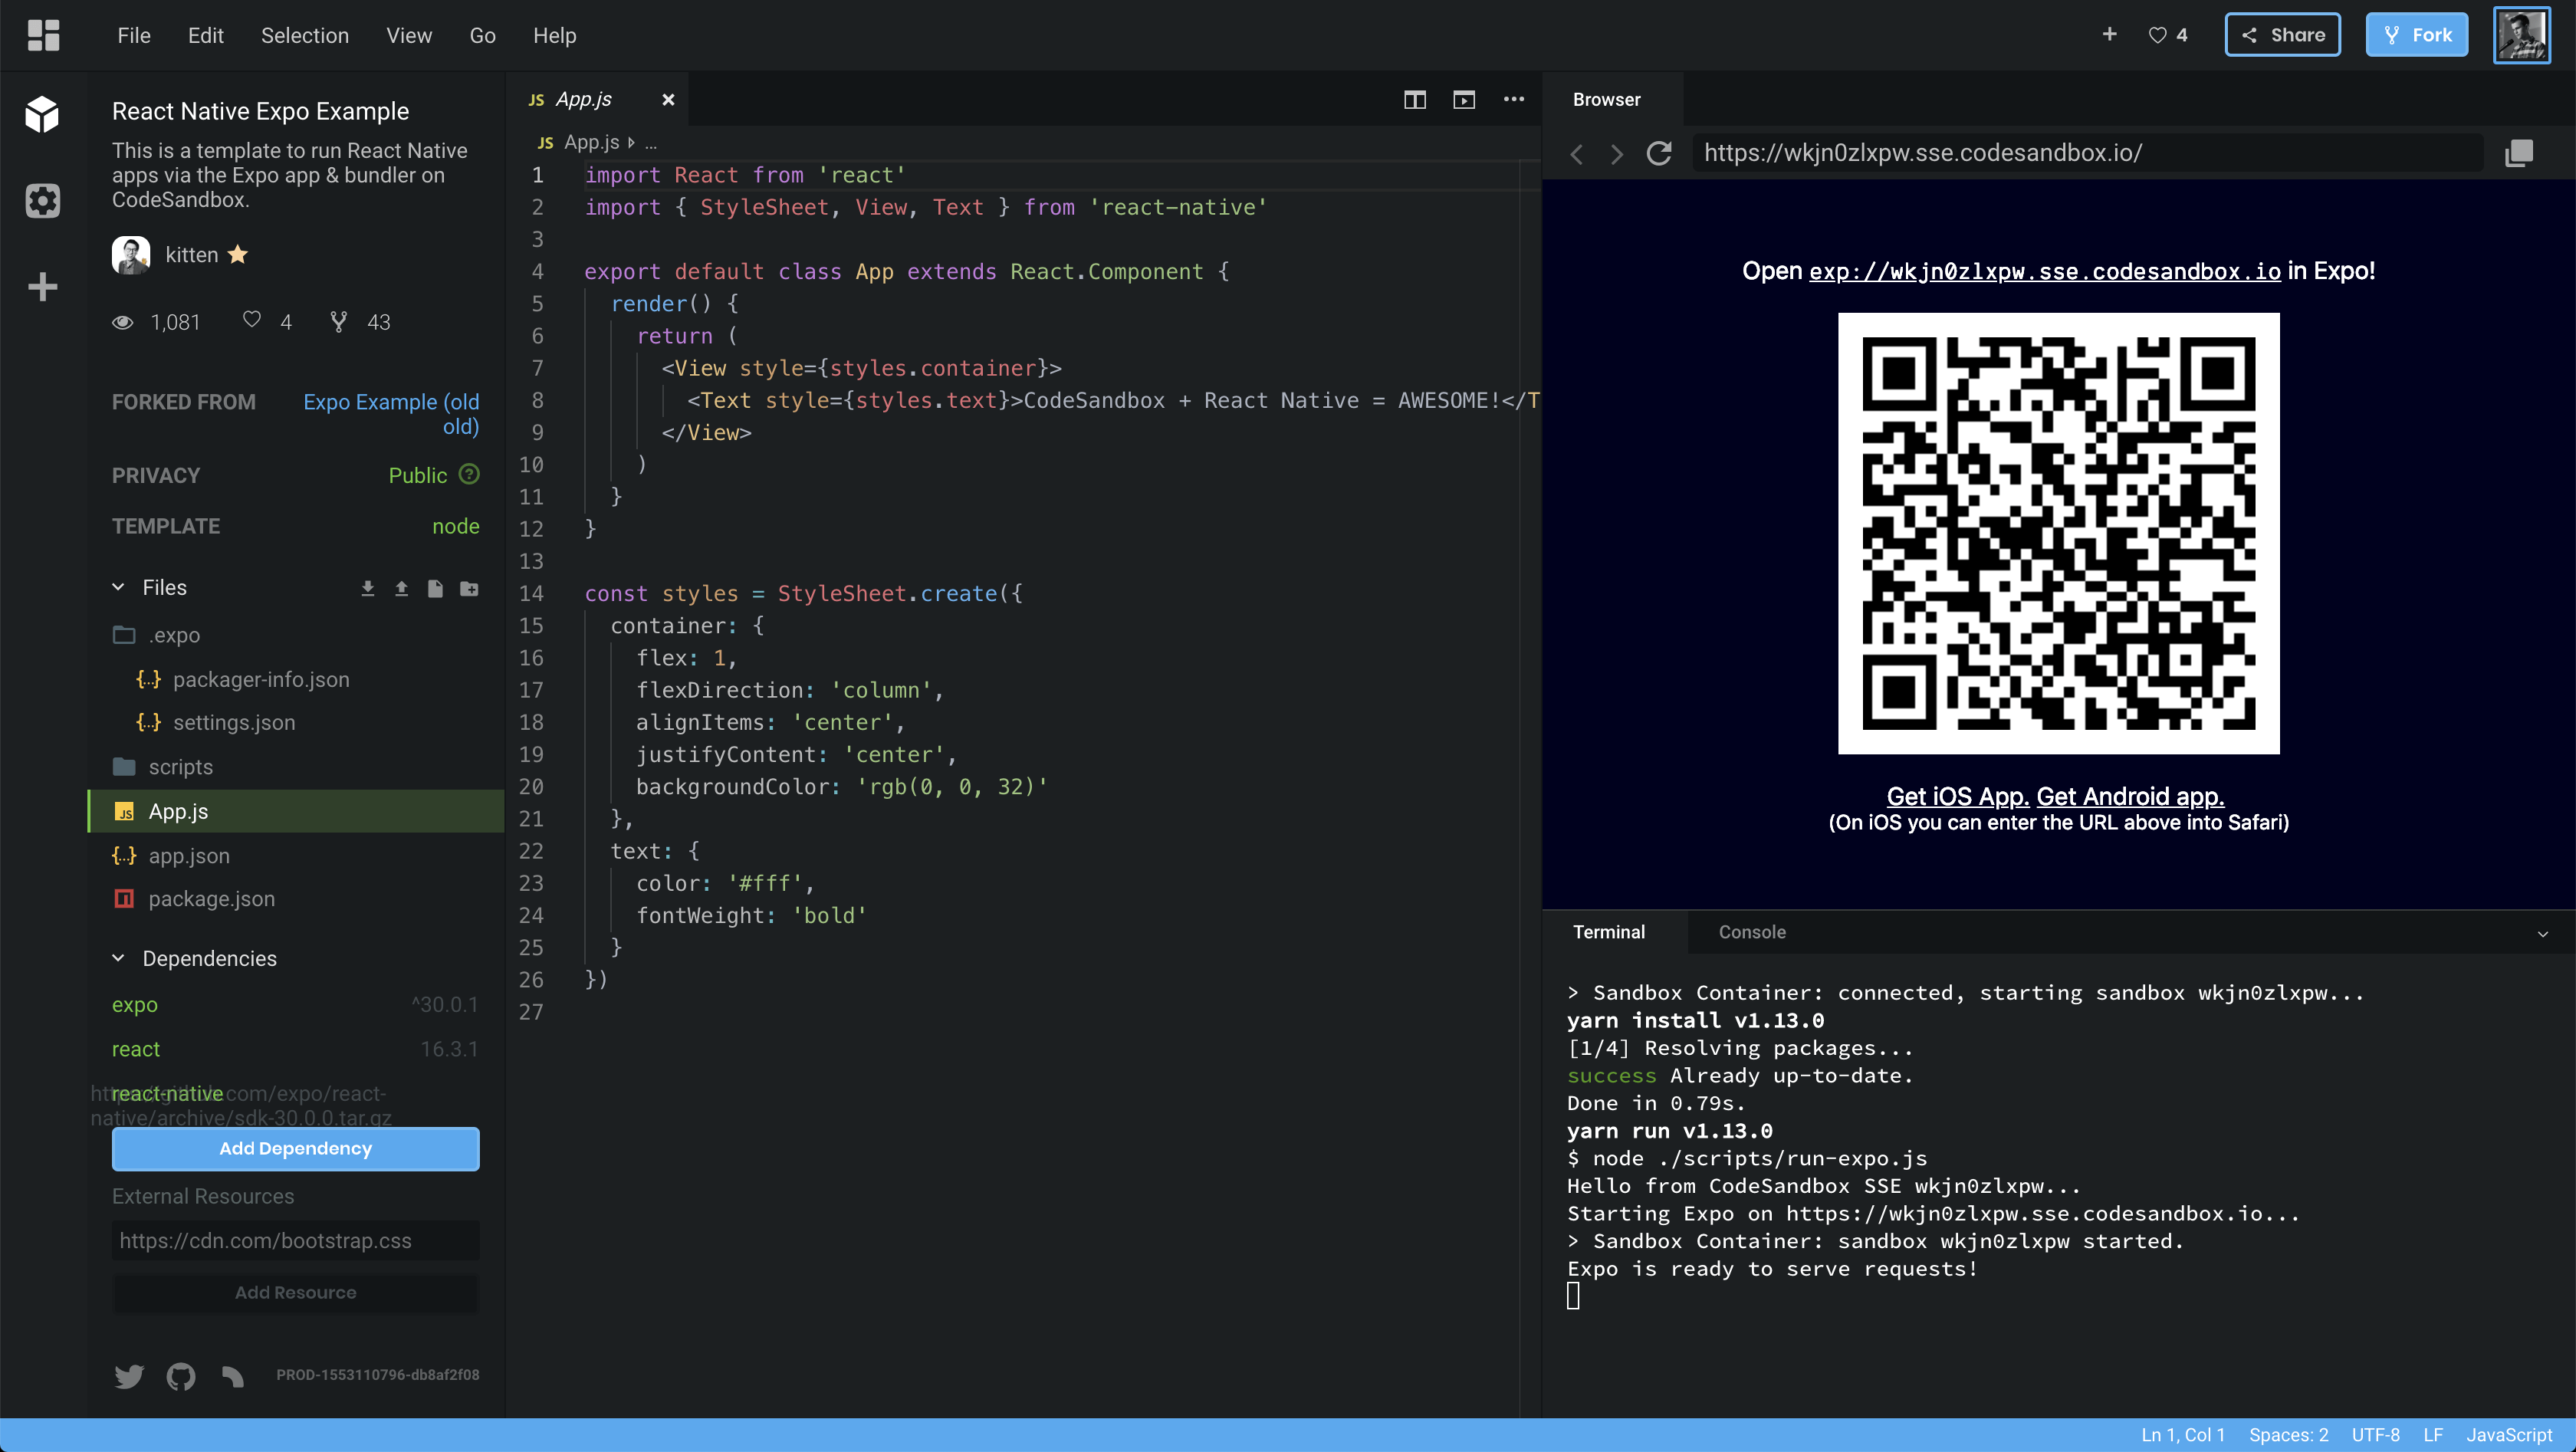 File Edit Selection View Go Help
+ 4 Share Fork
React Native Expo Example
This is a template to run React Native
apps via the Expo app & bundler on
CodeSandbox.
kitten
1,081 4 43
FORKED FROM Expo Example (old
old)
PRIVACY Public ?
TEMPLATE node
Files
.expo
{..} packager-info.json
{..} settings.json
scripts
JS App.js
{..} app.json
package.json
Dependencies
expo ^30.0.1
react 16.3.1
react-native
https://github.com/expo/react-
native/archive/sdk-30.0.0.tar.gz
Add Dependency
External Resources
https://cdn.com/bootstrap.css
Add Resource
PROD-1553110796-db8af2f08
JS App.js ×
JS App.js ...
1 import React from 'react'
2 import { StyleSheet, View, Text } from 'react-native'
3
4 export default class App extends React.Component {
5 render() {
6 return (
7 <View style={styles.container}>
8 <Text style={styles.text}>CodeSandbox + React Native = AWESOME!</T
9 </View>
10 )
11 }
12 }
13
14 const styles = StyleSheet.create({
15 container: {
16 flex: 1,
17 flexDirection: 'column',
18 alignItems: 'center',
19 justifyContent: 'center',
20 backgroundColor: 'rgb(0, 0, 32)'
21 },
22 text: {
23 color: '#fff',
24 fontWeight: 'bold'
25 }
26 })
27
Browser
https://wkjn0zlxpw.sse.codesandbox.io/
Open exp://wkjn0zlxpw.sse.codesandbox.io in Expo!
Get iOS App. Get Android app.
(On iOS you can enter the URL above into Safari)
Terminal Console
> Sandbox Container: connected, starting sandbox wkjn0zlxpw...
yarn install v1.13.0
[1/4] Resolving packages...
success Already up-to-date.
Done in 0.79s.
yarn run v1.13.0
$ node ./scripts/run-expo.js
Hello from CodeSandbox SSE wkjn0zlxpw...
Starting Expo on https://wkjn0zlxpw.sse.codesandbox.io...
> Sandbox Container: sandbox wkjn0zlxpw started.
Expo is ready to serve requests!
Ln 1, Col 1 Spaces: 2 UTF-8 LF JavaScript